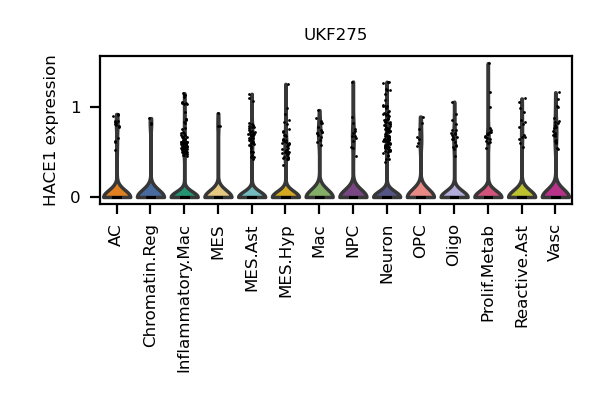 UKF275
HACE1 expression
1
0
AC
Chromatin.Reg
Inflammatory.Mac
MES
MES.Ast
MES.Hyp
Mac
NPC
Neuron
OPC
Oligo
Prolif.Metab
Reactive.Ast
Vasc